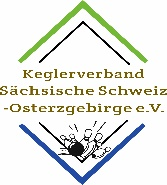 Keglerverband
Sächsische Schweiz
-Osterzgebirge e.V.